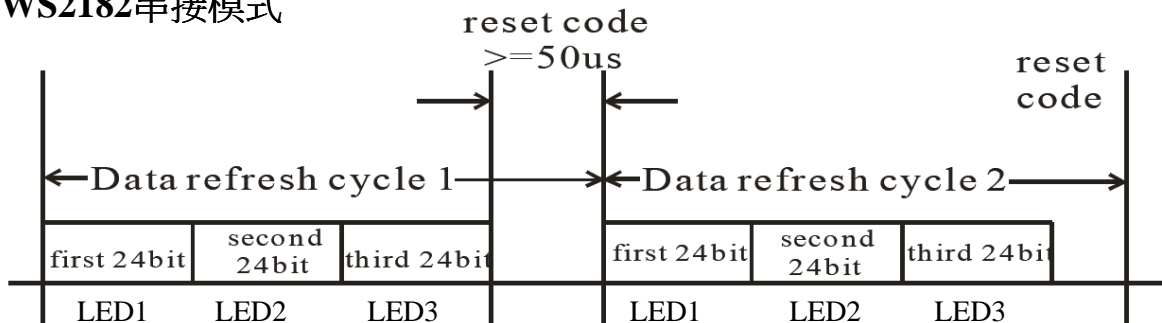 WS2182串接模式
reset code
>=50us
reset
code
Data refresh cycle 1
Data refresh cycle 2
first 24bit
second
24bit
third 24bit
first 24bit
second
24bit
third 24bit
LED1
LED2
LED3
LED1
LED2
LED3